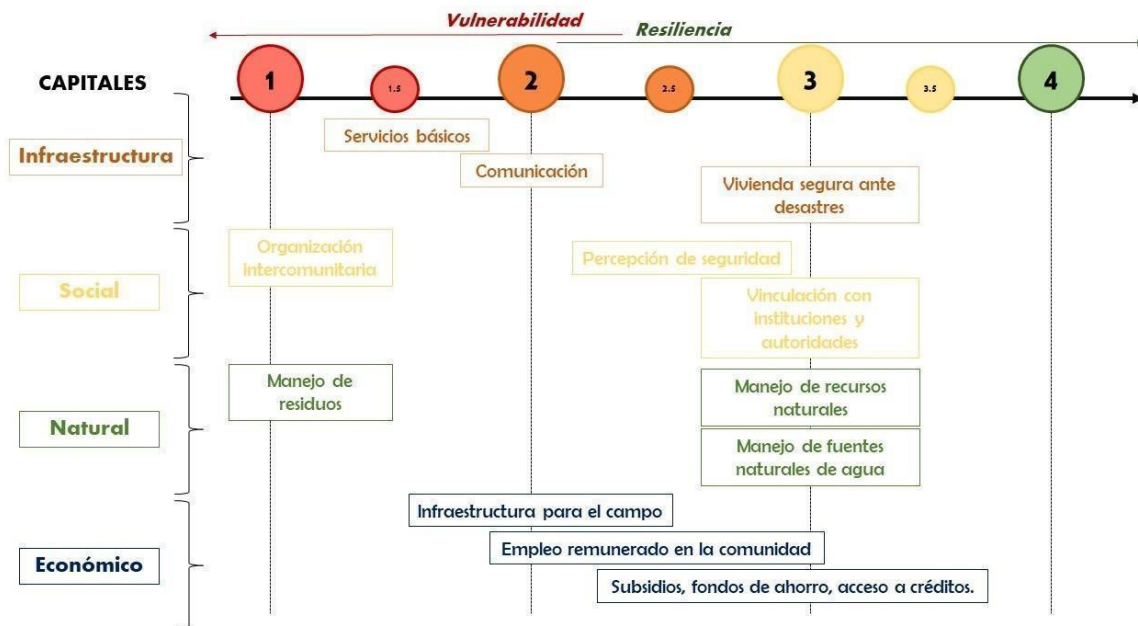 Vulnerabilidad
Resiliencia
CAPITALES
1
1.5
2
2.5
3
3.5
4
Infraestructura
Servicios básicos
Comunicación
Vivienda segura ante
desastres
Social
Organización
intercomunitaria
Percepción de seguridad
Vinculación con
instituciones y
autoridades
Natural
Manejo de
residuos
Manejo de recursos
naturales
Manejo de fuentes
naturales de agua
Económico
Infraestructura para el campo
Empleo remunerado en la comunidad
Subsidios, fondos de ahorro, acceso a créditos.